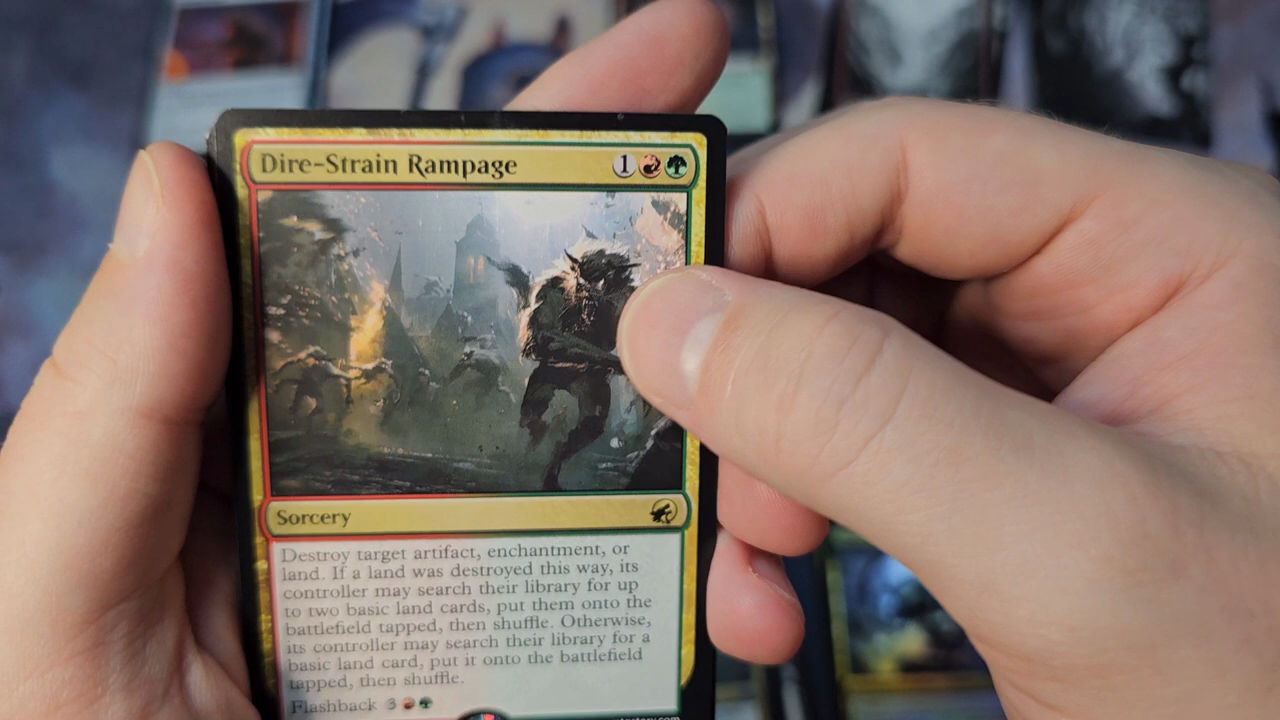 Dire-Strain Rampage 1
Sorcery
Destroy target artifact, enchantment, or
land. If a land was destroyed this way, its
controller may search their library for up
to two basic land cards, put them onto the
battlefield tapped, then shuffle. Otherwise,
its controller may search their library for a
basic land card, put it onto the battlefield
tapped, then shuffle.
Flashback 3